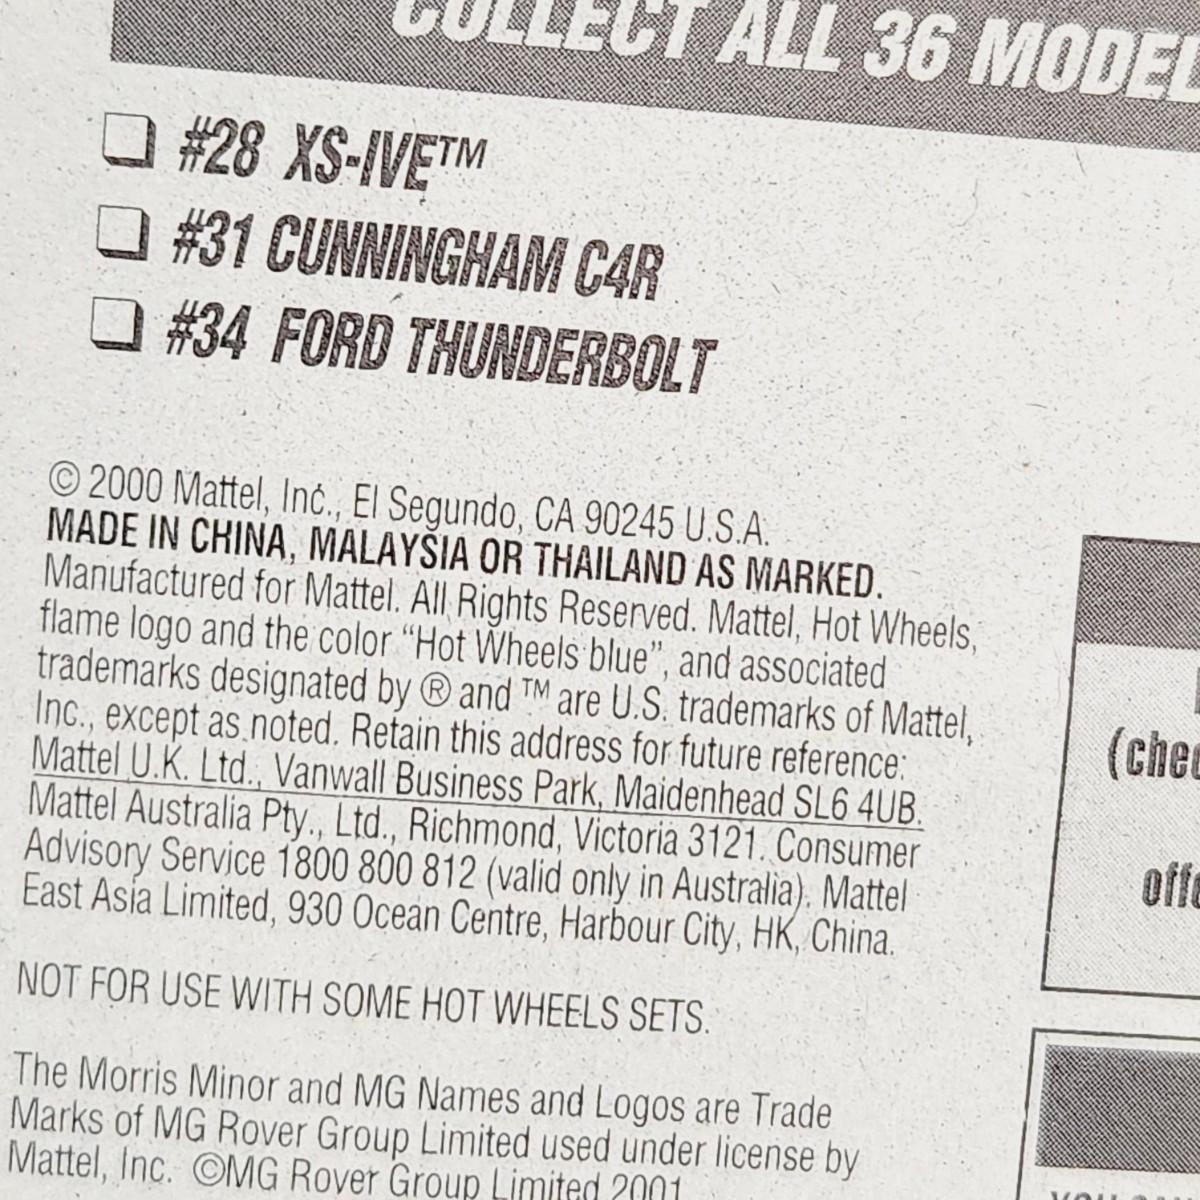 COLLECT ALL 36 MODEL
#28 XS-IVE™
#31 CUNNINGHAM C4R
#34 FORD THUNDERBOLT
© 2000 Mattel, Inc., El Segundo, CA 90245 U.S.A.
MADE IN CHINA, MALAYSIA OR THAILAND AS MARKED.
Manufactured for Mattel. All Rights Reserved. Mattel, Hot Wheels,
flame logo and the color “Hot Wheels blue”, and associated
trademarks designated by ® and ™ are U.S. trademarks of Mattel,
Inc., except as noted. Retain this address for future reference:
Mattel U.K. Ltd., Vanwall Business Park, Maidenhead SL6 4UB.
Mattel Australia Pty., Ltd., Richmond, Victoria 3121. Consumer
Advisory Service 1800 800 812 (valid only in Australia). Mattel
East Asia Limited, 930 Ocean Centre, Harbour City, HK, China.
NOT FOR USE WITH SOME HOT WHEELS SETS.
The Morris Minor and MG Names and Logos are Trade
Marks of MG Rover Group Limited used under license by
Mattel, Inc. ©MG Rover Group Limited 2001